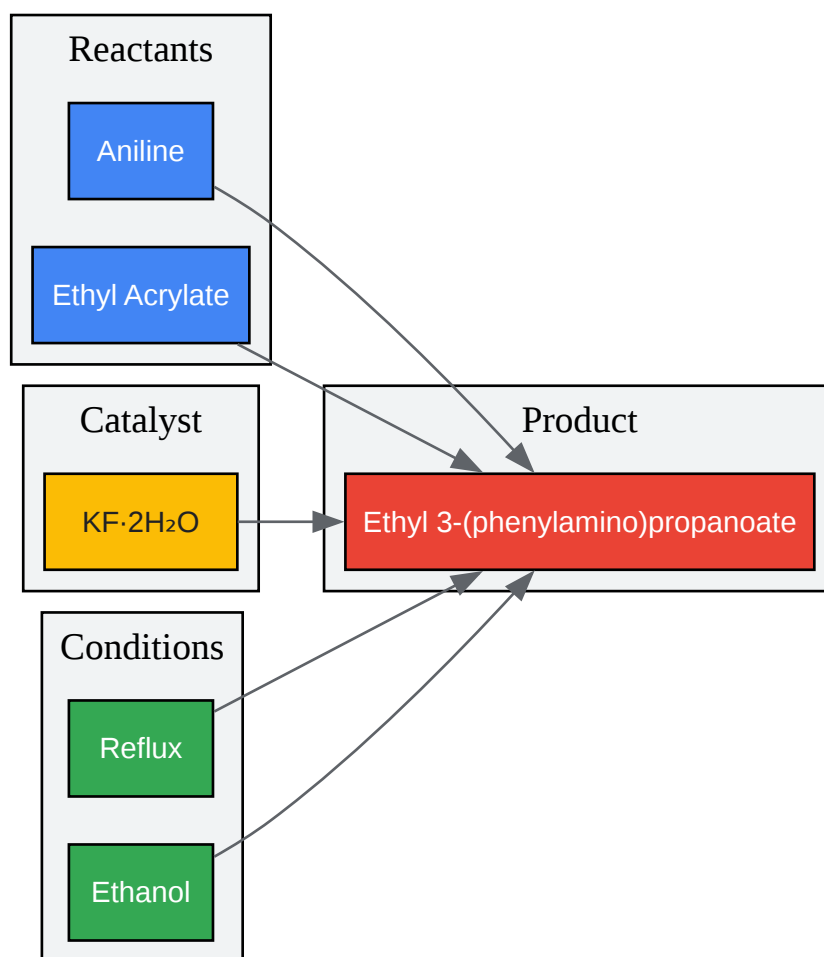 Reactants
Aniline
Ethyl Acrylate
Catalyst
KF·2H₂O
Product
Ethyl 3-(phenylamino)propanoate
Conditions
Reflux
Ethanol